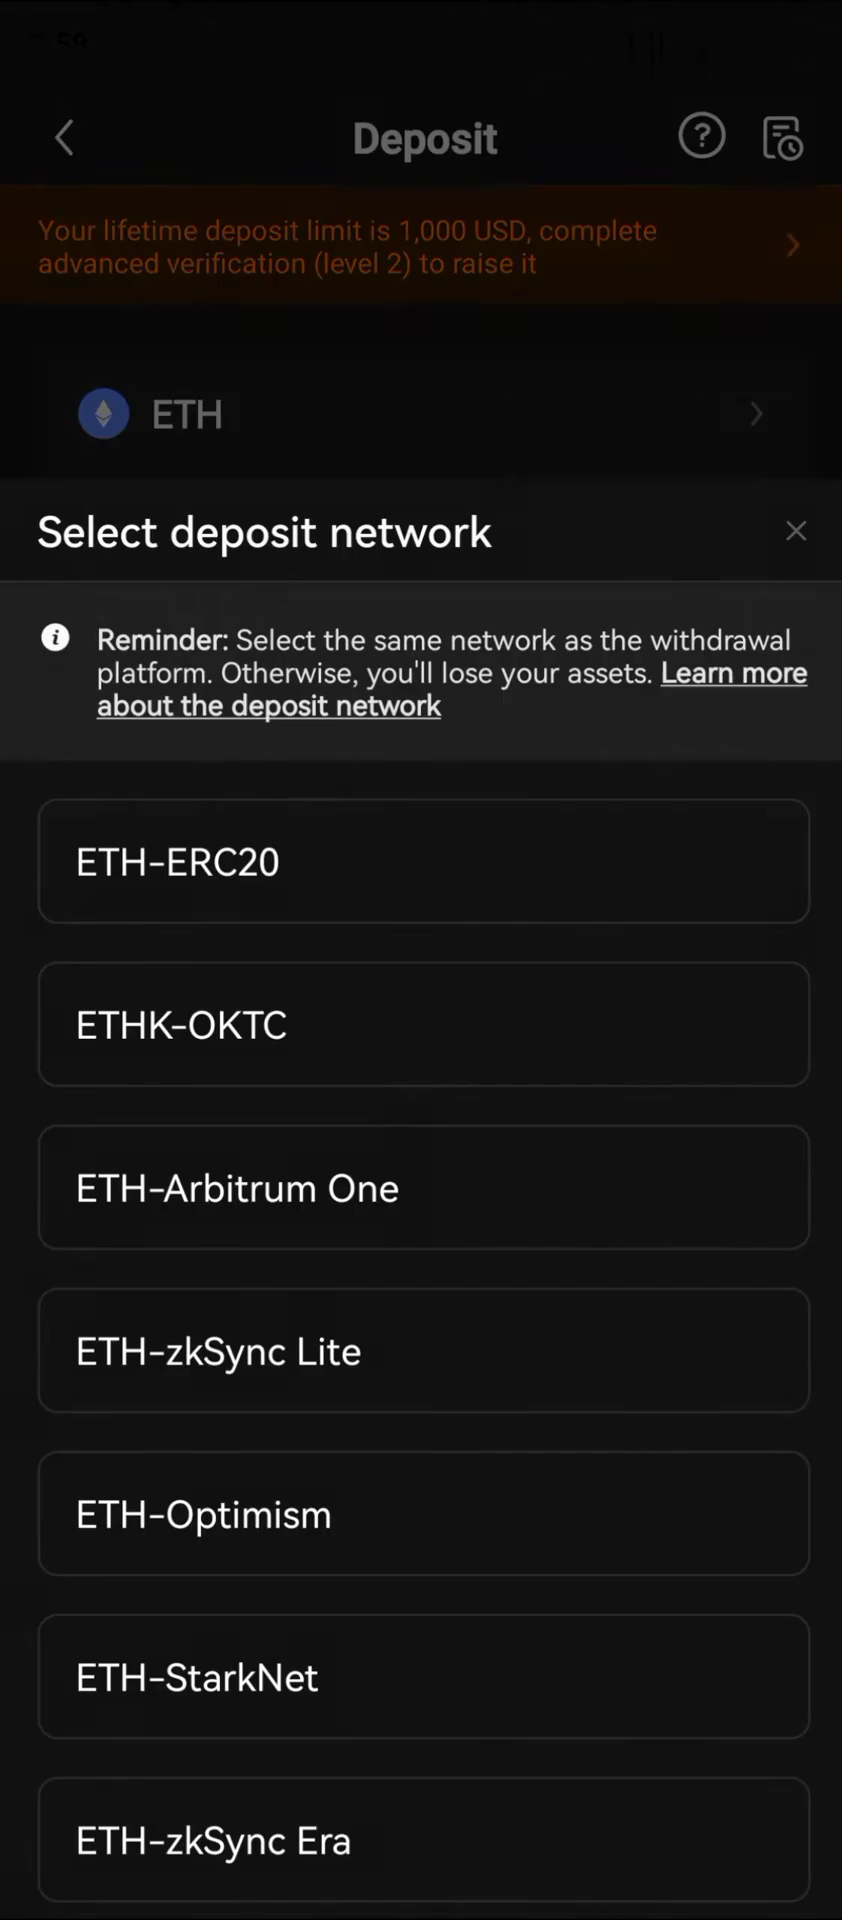 Deposit
Your lifetime deposit limit is 1,000 USD, complete
advanced verification (level 2) to raise it
ETH
Select deposit network
Reminder: Select the same network as the withdrawal
platform. Otherwise, you'll lose your assets. Learn more
about the deposit network
ETH-ERC20
ETHK-OKTC
ETH-Arbitrum One
ETH-zkSync Lite
ETH-Optimism
ETH-StarkNet
ETH-zkSync Era